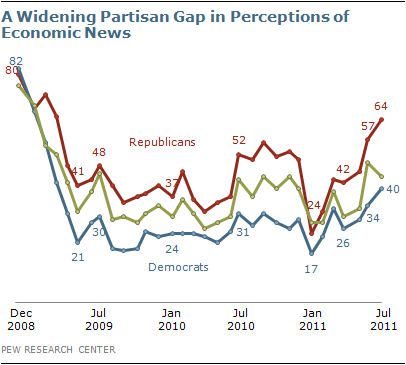 A Widening Partisan Gap in Perceptions of
Economic News
82
80
64
57
Republicans
52
48
41
37
42
40
24
34
30
31
26
24
21
17
Democrats
Dec Jul Jan Jul Jan Jul
2008 2009 2010 2010 2011 2011
PEW RESEARCH CENTER